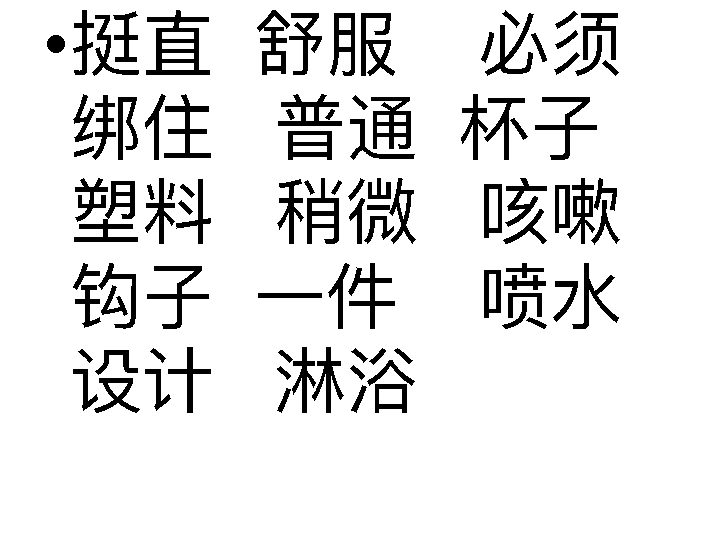 •挺直 舒服 必须
绑住 普通 杯子
塑料 稍微 咳嗽
钩子 一件 喷水
设计 淋浴